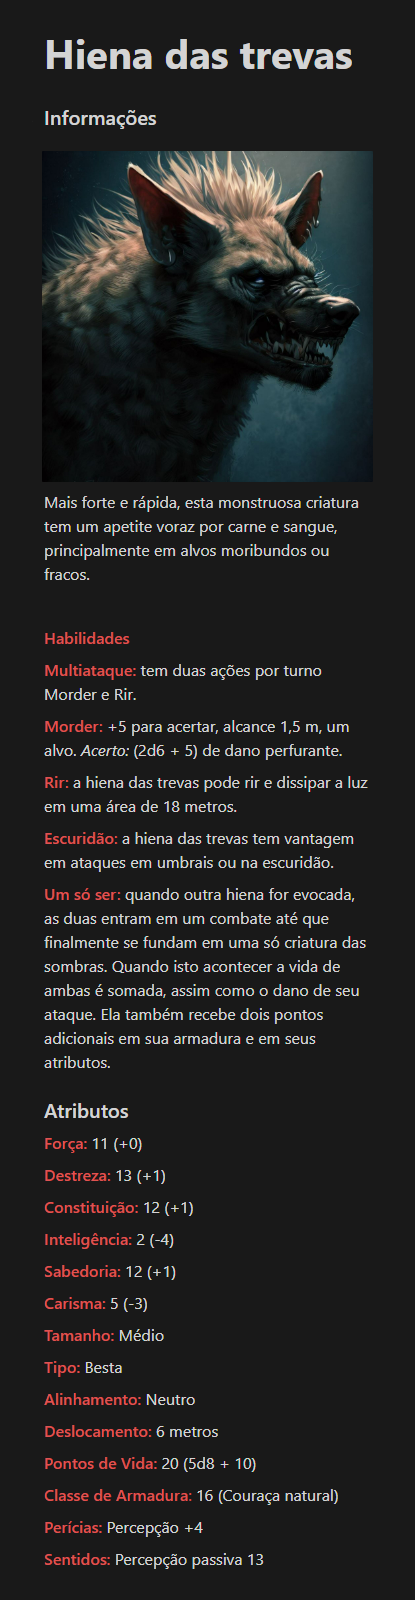 Hiena das trevas
Informações
Mais forte e rápida, esta monstruosa criatura
tem um apetite voraz por carne e sangue,
principalmente em alvos moribundos ou
fracos.
Habilidades
Multiataque: tem duas ações por turno
Morder e Rir.
Morder: +5 para acertar, alcance 1,5 m, um
alvo. Acerto: (2d6 + 5) de dano perfurante.
Rir: a hiena das trevas pode rir e dissipar a luz
em uma área de 18 metros.
Escuridão: a hiena das trevas tem vantagem
em ataques em umbrais ou na escuridão.
Um só ser: quando outra hiena for evocada,
as duas entram em um combate até que
finalmente se fundam em uma só criatura das
sombras. Quando isto acontecer a vida de
ambas é somada, assim como o dano de seu
ataque. Ela também recebe dois pontos
adicionais em sua armadura e em seus
atributos.
Atributos
Força: 11 (+0)
Destreza: 13 (+1)
Constituição: 12 (+1)
Inteligência: 2 (-4)
Sabedoria: 12 (+1)
Carisma: 5 (-3)
Tamanho: Médio
Tipo: Besta
Alinhamento: Neutro
Deslocamento: 6 metros
Pontos de Vida: 20 (5d8 + 10)
Classe de Armadura: 16 (Couraça natural)
Perícias: Percepção +4
Sentidos: Percepção passiva 13